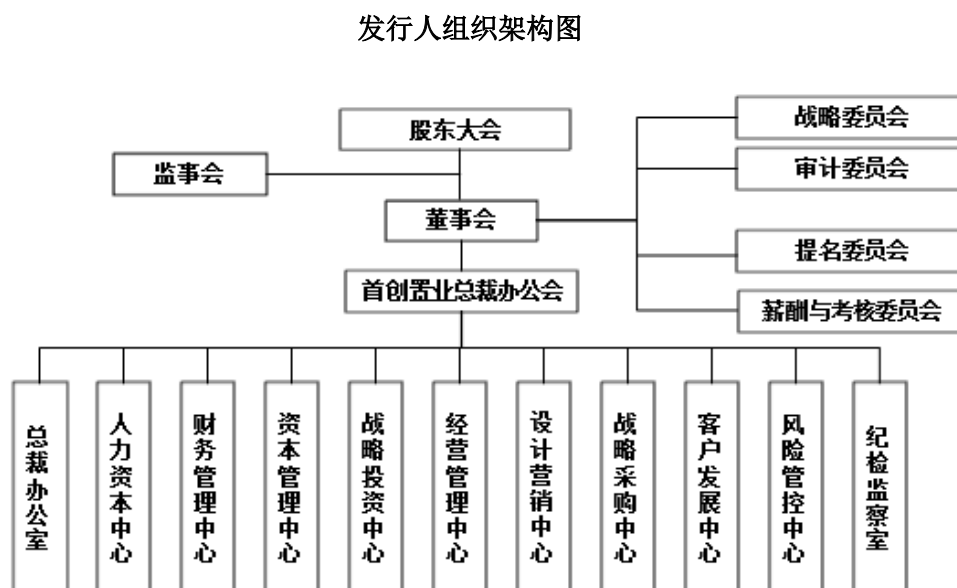 发行人组织架构图
股东大会
战略委员会
监事会
审计委员会
董事会
提名委员会
首创置业总裁办公会
薪酬与考核委员会
总裁办公室
人力资本中心
财务管理中心
资本管理中心
战略投资中心
经营管理中心
设计营销中心
战略采购中心
客户发展中心
风险管控中心
纪检监察室